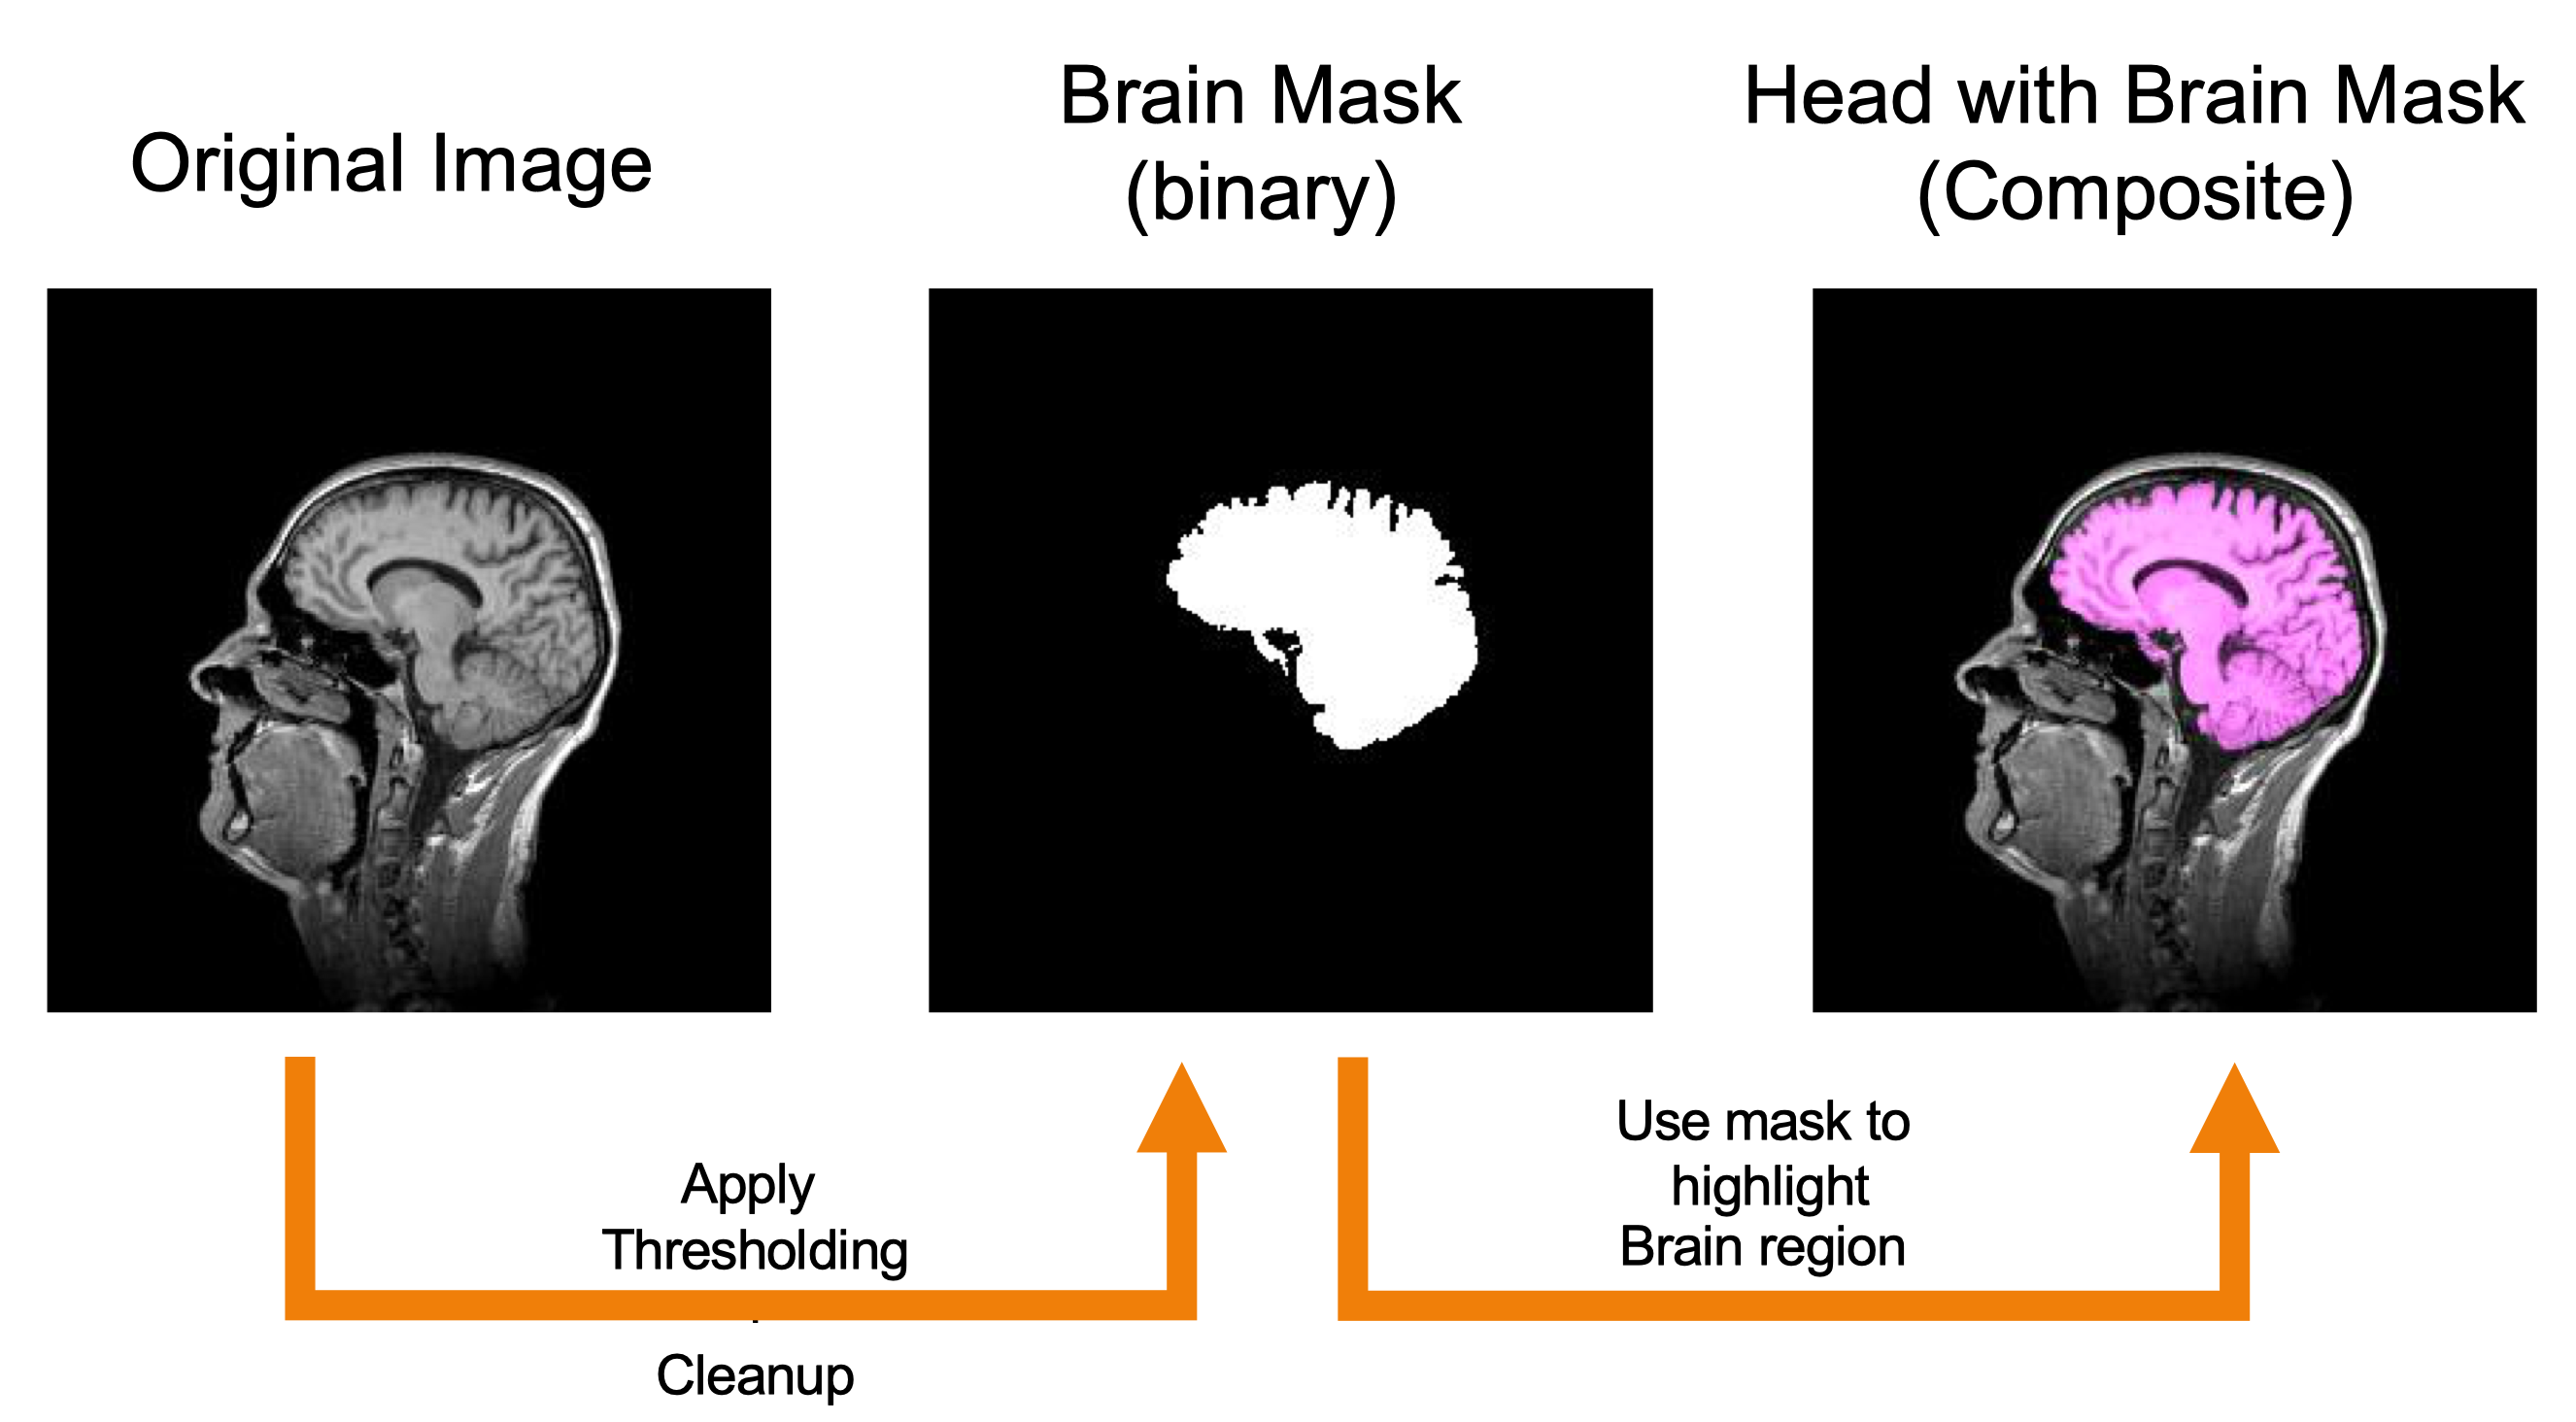 Original Image
Brain Mask
(binary)
Head with Brain Mask
(Composite)
Apply
Thresholding
Cleanup
Use mask to
highlight
Brain region